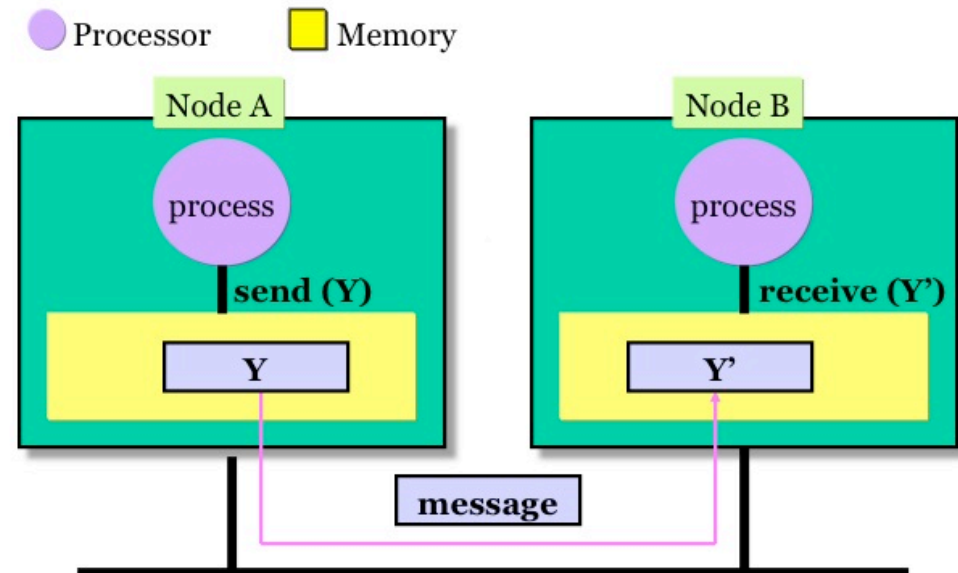 Processor
Memory
Node A
Node B
process
process
send (Y)
receive (Y’)
Y
Y’
message